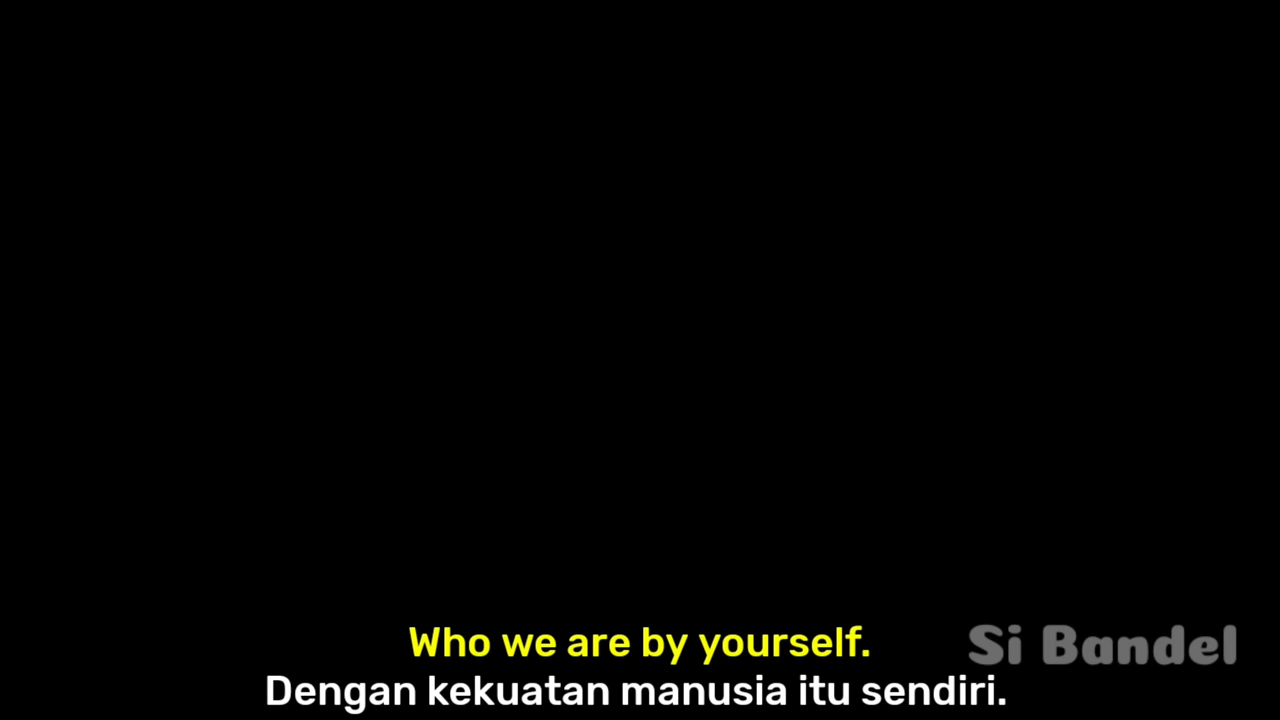 Who we are by yourself.
Si Bandel
Dengan kekuatan manusia itu sendiri.